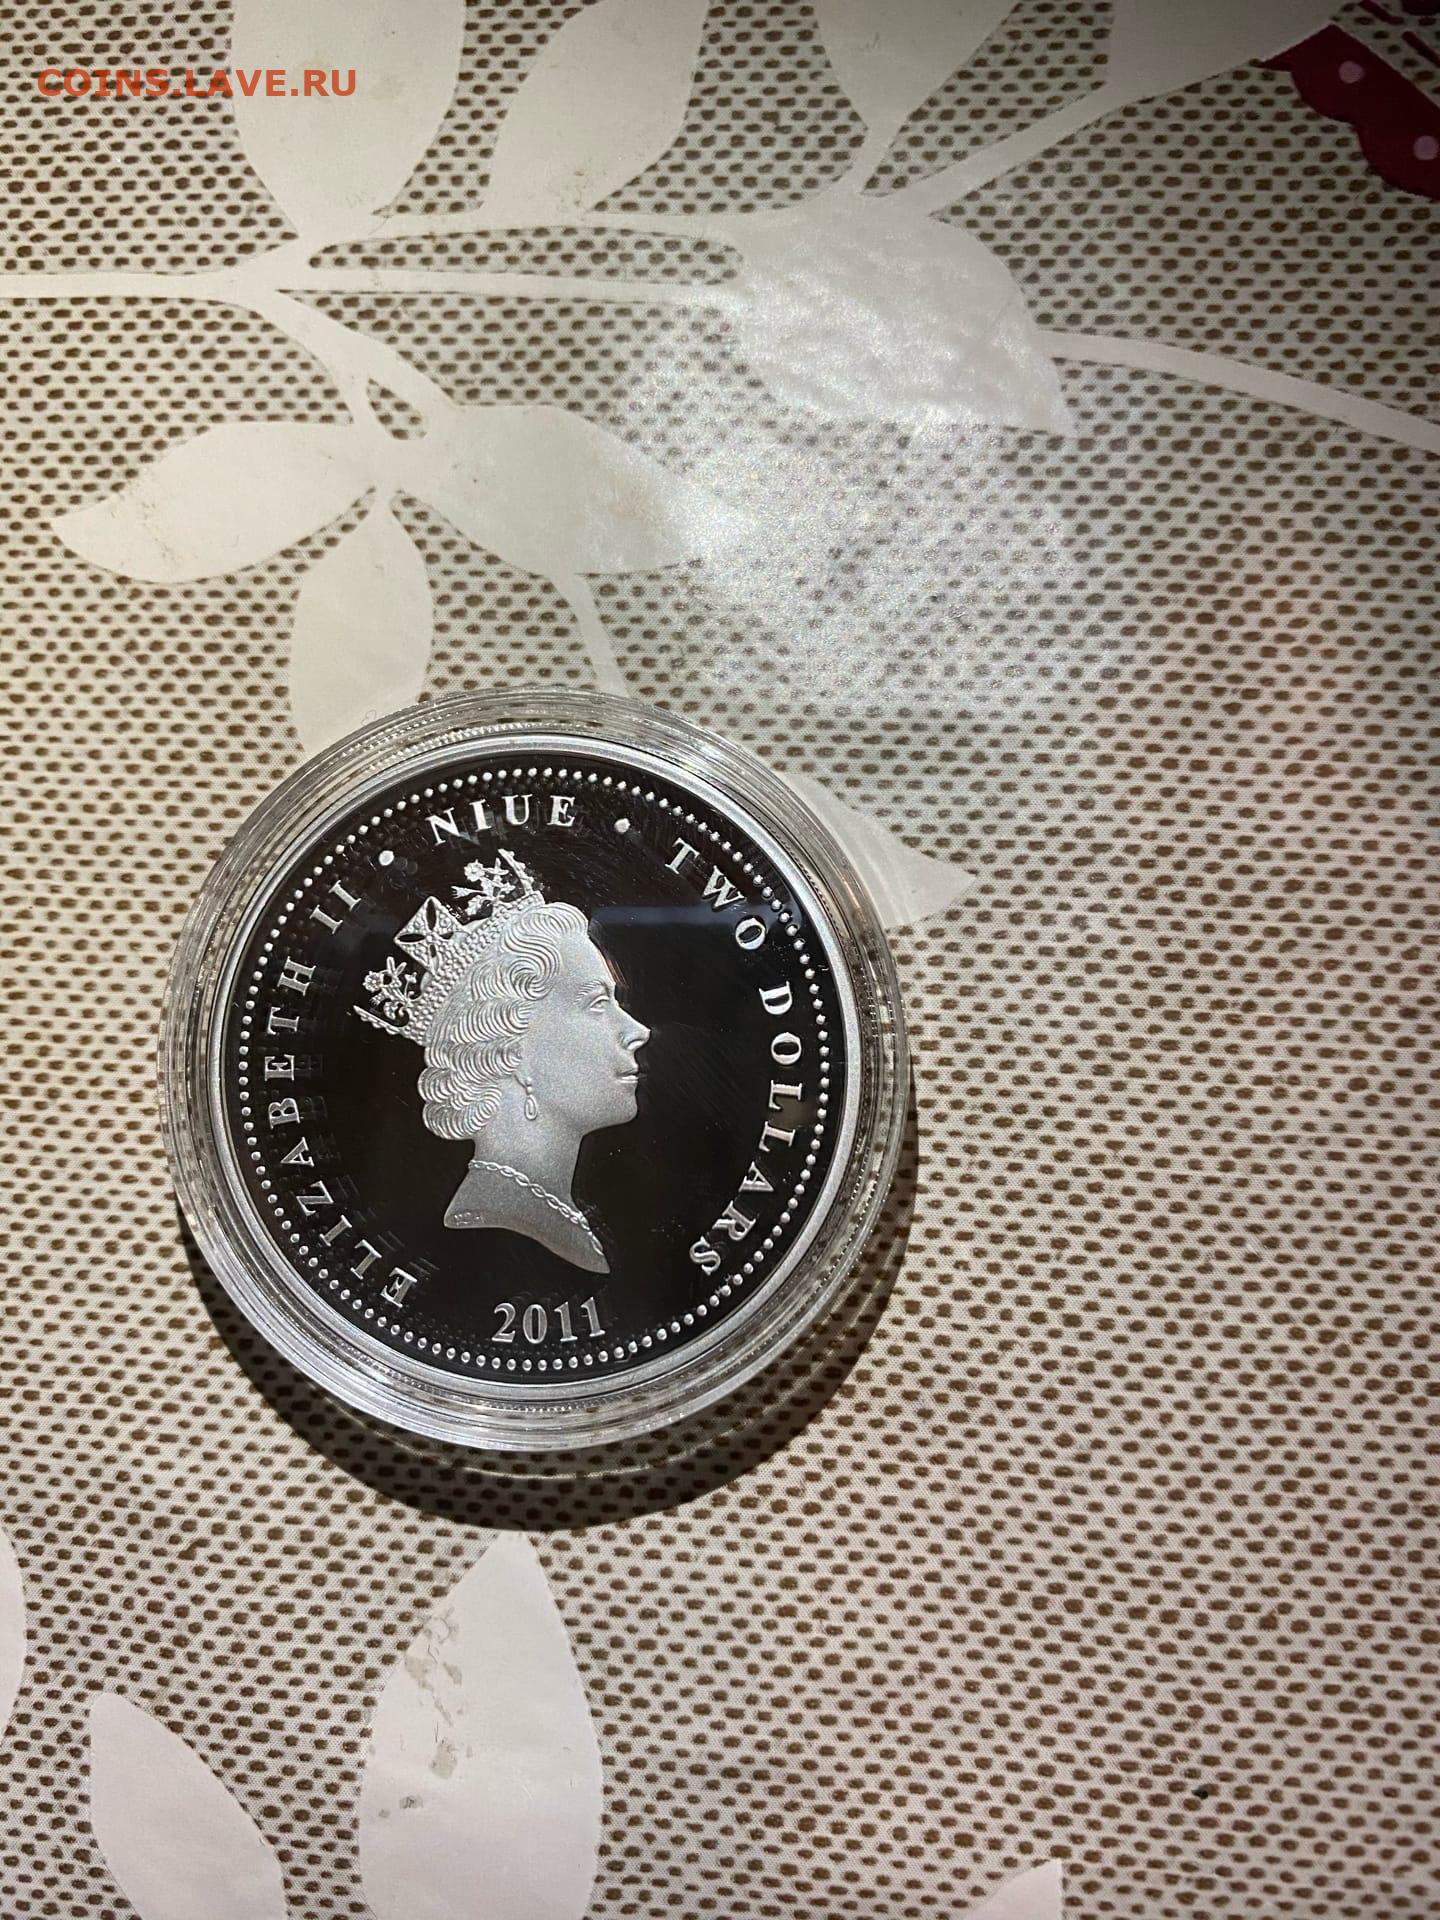 COINS.LAVE.RU
ELIZABETH II • NIUE • TWO DOLLARS
2011